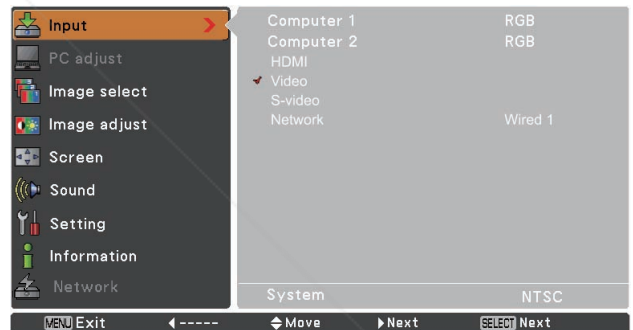 Input
PC adjust
Image select
Image adjust
Screen
Sound
Setting
Information
Network
Computer 1 RGB
Computer 2 RGB
HDMI
Video
S-video
Network Wired 1
System NTSC
MENU Exit ◀ ----- Move ▶ Next SELECT Next